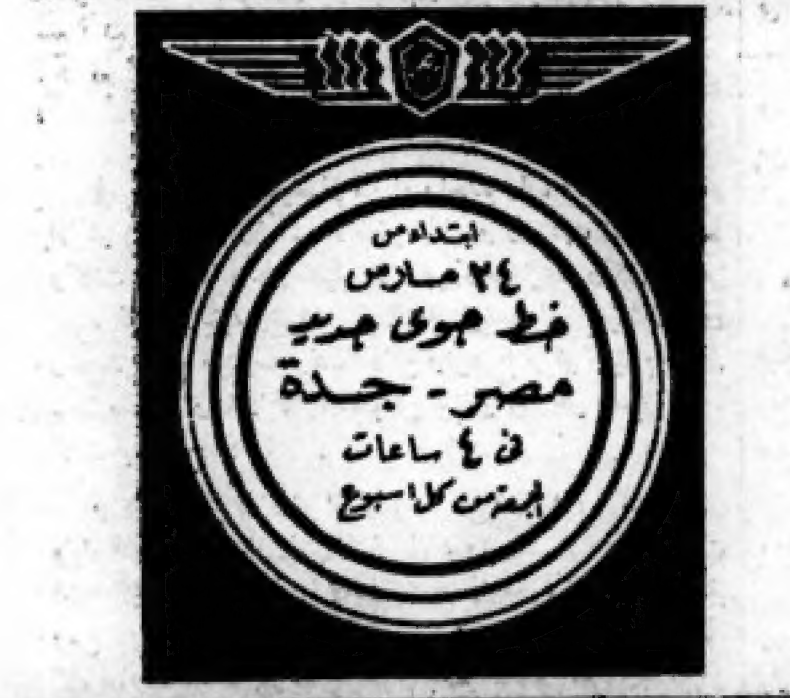 ابتداء من
٢٤ مارس
خط جوى جديد
مصر - جدة
فى ٤ ساعات
الجمعة من كل اسبوع